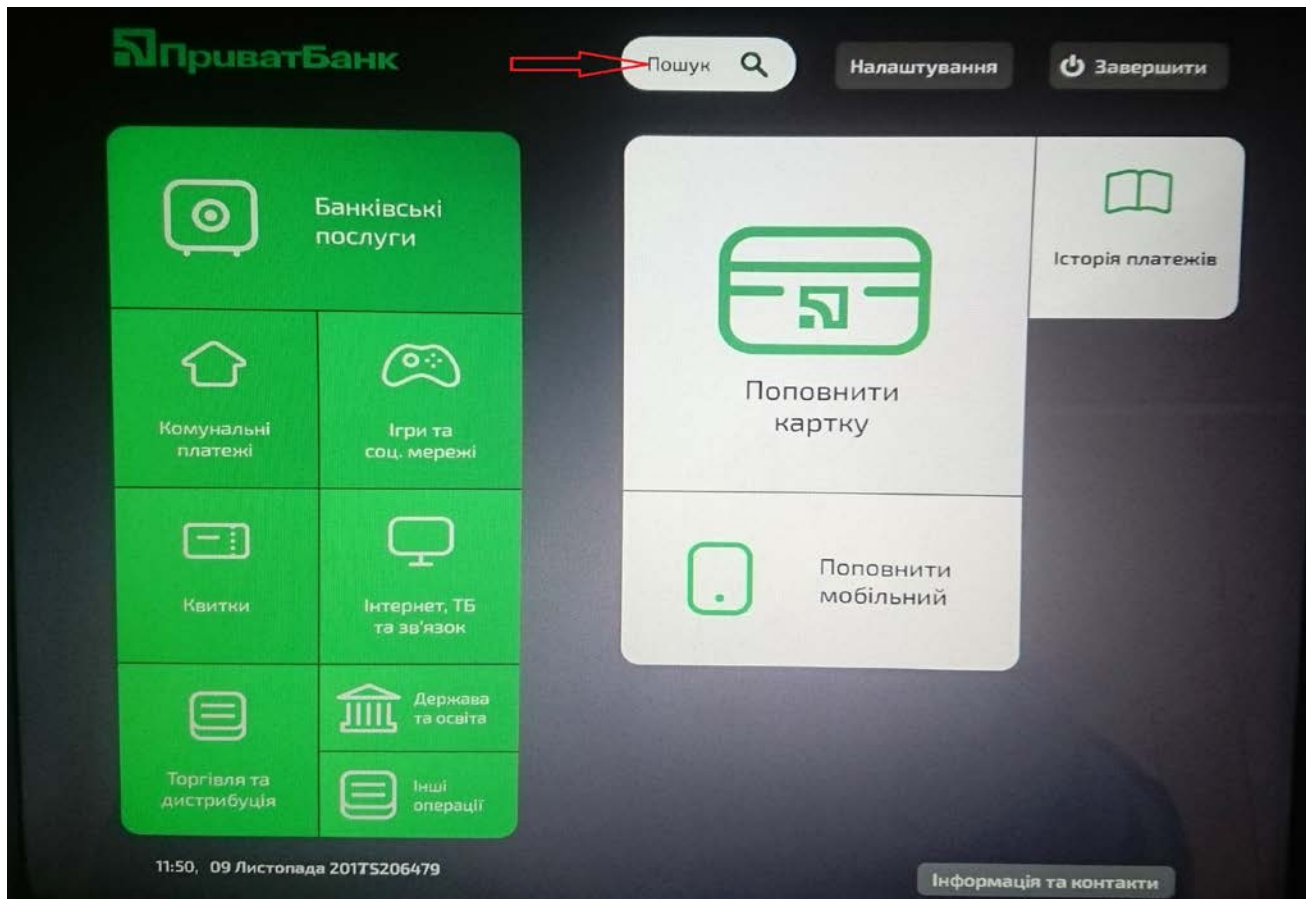 ПриватБанк
Пошук
Налаштування
Завершити
Банківські
послуги
Комунальні
платежі
Ігри та
соц. мережі
Квитки
Інтернет, ТБ
та зв'язок
Торгівля та
дистрибуція
Держава
та освіта
Інші
операції
Поповнити
картку
Історія платежів
Поповнити
мобільний
11:50, 09 Листопада 201TS206479
Інформація та контакти